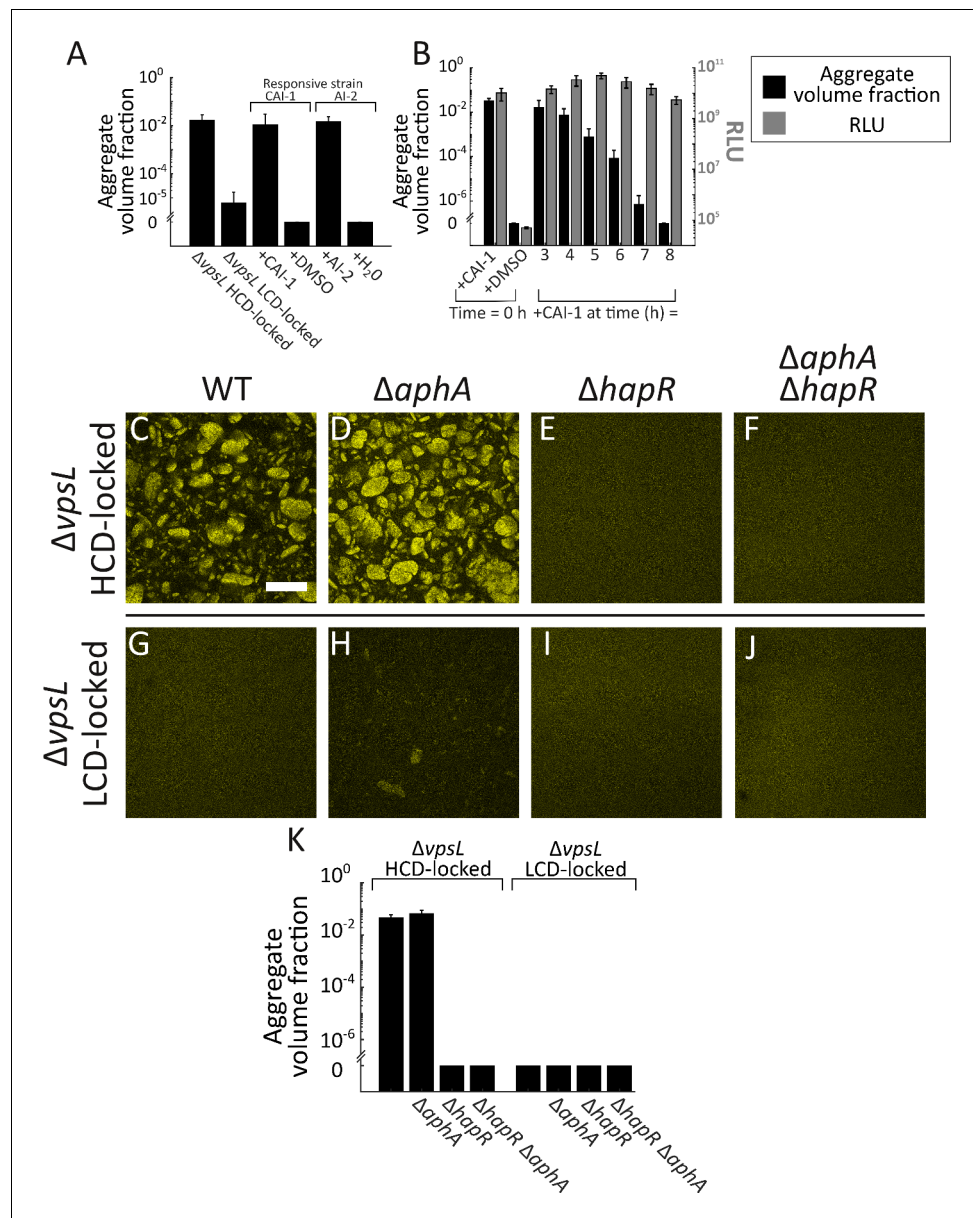 A
Aggregate
volume fraction
10^0
10^-2
10^-5
0
Responsive strain
CAI-1
AI-2
ΔvpsL HCD-locked
ΔvpsL LCD-locked
+CAI-1
+DMSO
+AI-2
+H_20
B
Aggregate
volume fraction
10^0
10^-2
10^-4
10^-6
0
10^11
10^9
10^7
10^5
RLU
+CAI-1
+DMSO
3 4 5 6 7 8
Time = 0 h
+CAI-1 at time (h) =
Aggregate
volume fraction
RLU
WT
ΔaphA
ΔhapR
ΔaphA
ΔhapR
ΔvpsL
HCD-locked
C D E F
ΔvpsL
LCD-locked
G H I J
K
ΔvpsL
HCD-locked
ΔvpsL
LCD-locked
Aggregate
volume fraction
10^0
10^-2
10^-4
10^-6
0
ΔaphA
ΔhapR
ΔhapR ΔaphA
ΔaphA
ΔhapR
ΔhapR ΔaphA